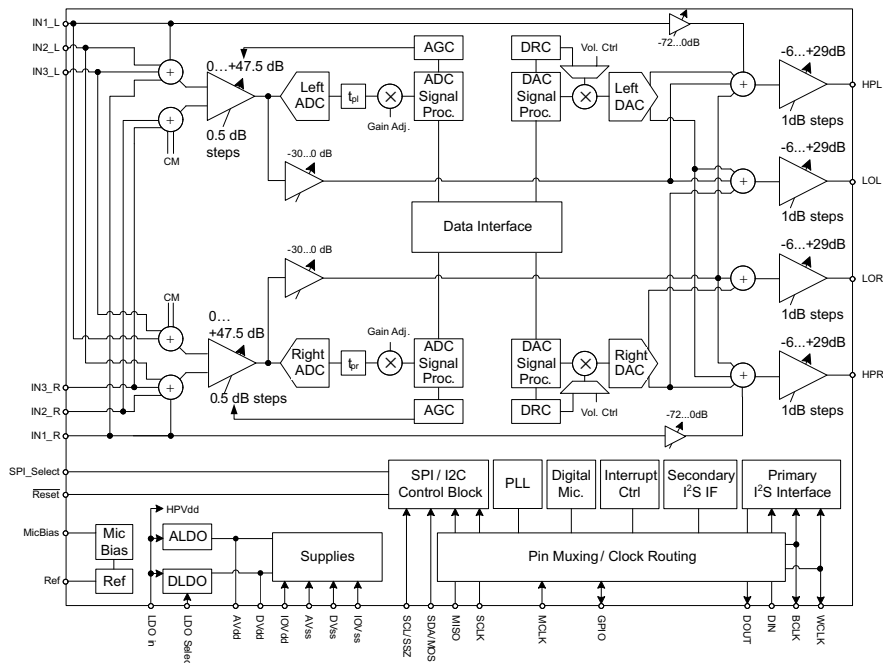 IN1_L
IN2_L
IN3_L
0…+47.5 dB
0.5 dB
steps
CM
Left
ADC
tpl
Gain Adj.
AGC
ADC
Signal
Proc.
DRC
Vol. Ctrl
DAC
Signal
Proc.
Left
DAC
-72...0dB
-6...+29dB
1dB steps
HPL
-30...0 dB
-6...+29dB
1dB steps
LOL
Data Interface
-30...0 dB
-6...+29dB
1dB steps
LOR
CM
0…
+47.5 dB
0.5 dB steps
Right
ADC
tpr
Gain Adj.
ADC
Signal
Proc.
AGC
DAC
Signal
Proc.
DRC
Vol. Ctrl
Right
DAC
-6...+29dB
1dB steps
HPR
-72...0dB
IN3_R
IN2_R
IN1_R
SPI_Select
Reset
SPI / I2C
Control Block
PLL
Digital
Mic.
Interrupt
Ctrl
Secondary
I²S IF
Primary
I²S Interface
HPVdd
MicBias
Mic
Bias
Ref
Ref
ALDO
DLDO
Supplies
Pin Muxing / Clock Routing
LDO in
LDO Select
AVdd
DVdd
IOVdd
AVss
DVss
IOVss
SCL/SSZ
SDA/MOS
MISO
SCLK
MCLK
GPIO
DOUT
DIN
BCLK
WCLK